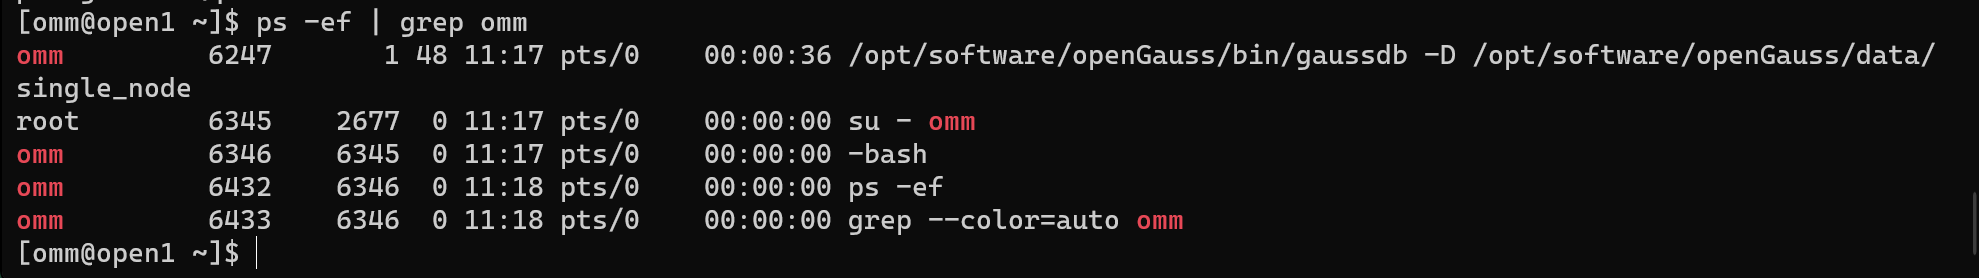 [omm@open1 ~]$ ps -ef | grep omm
omm         6247       1 48 11:17 pts/0    00:00:36 /opt/software/openGauss/bin/gaussdb -D /opt/software/openGauss/data/
single_node
root        6345    2677  0 11:17 pts/0    00:00:00 su - omm
omm         6346    6345  0 11:17 pts/0    00:00:00 -bash
omm         6432    6346  0 11:18 pts/0    00:00:00 ps -ef
omm         6433    6346  0 11:18 pts/0    00:00:00 grep --color=auto omm
[omm@open1 ~]$